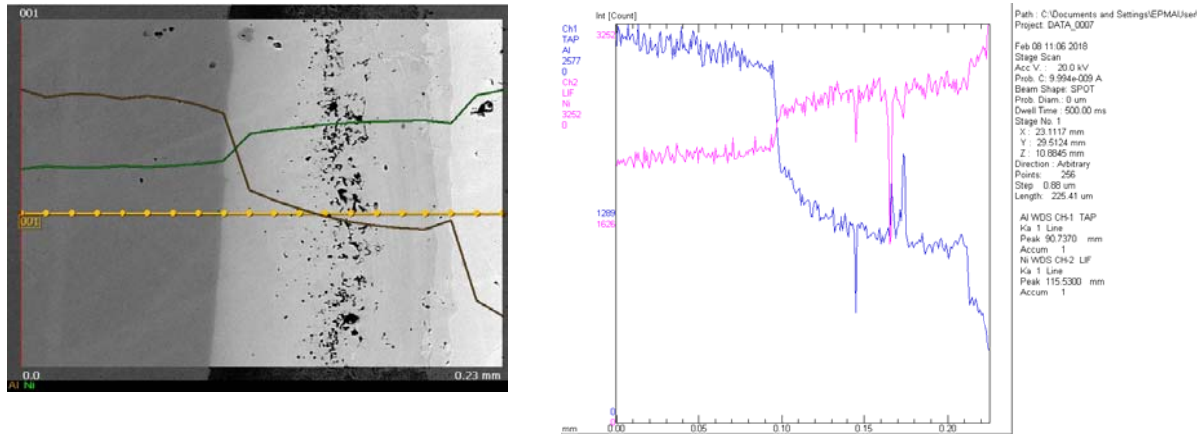 001
001
0.0
0.23 mm
Al Ni
Int [Count]
Ch1
TAP
Al
2577
0
Ch2
LIF
Ni
3252
0
3252
1289
1626
0
0
mm
0.00
0.10
0.20
Path : C:\Documents and Settings\EPMAUser\
Project: DATA_0007
Feb 08 11:06 2018
Stage Scan
Acc V. : 20.0 kV
Prob. C: 9.994e-009 A
Beam Shape: SPOT
Prob. Diam.: 0 um
Dwell Time : 500.00 ms
Stage No. 1
X : 23.1117 mm
Y : 29.5124 mm
Z : 10.8845 mm
Direction : Arbitrary
Points: 256
Step 0.88 um
Length: 225.41 um
Al WDS CH-1 TAP
Ka 1 Line
Peak 90.7370 mm
Accum 1
Ni WDS CH-2 LIF
Ka 1 Line
Peak 115.5300 mm
Accum 1